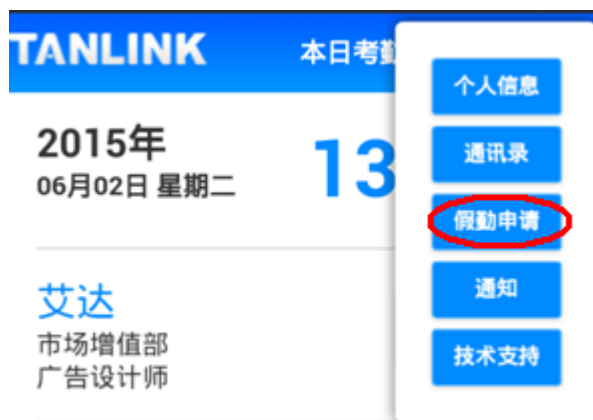 TANLINK
本日考勤
2015年
06月02日 星期二
13
艾达
市场增值部
广告设计师
个人信息
通讯录
假勤申请
通知
技术支持